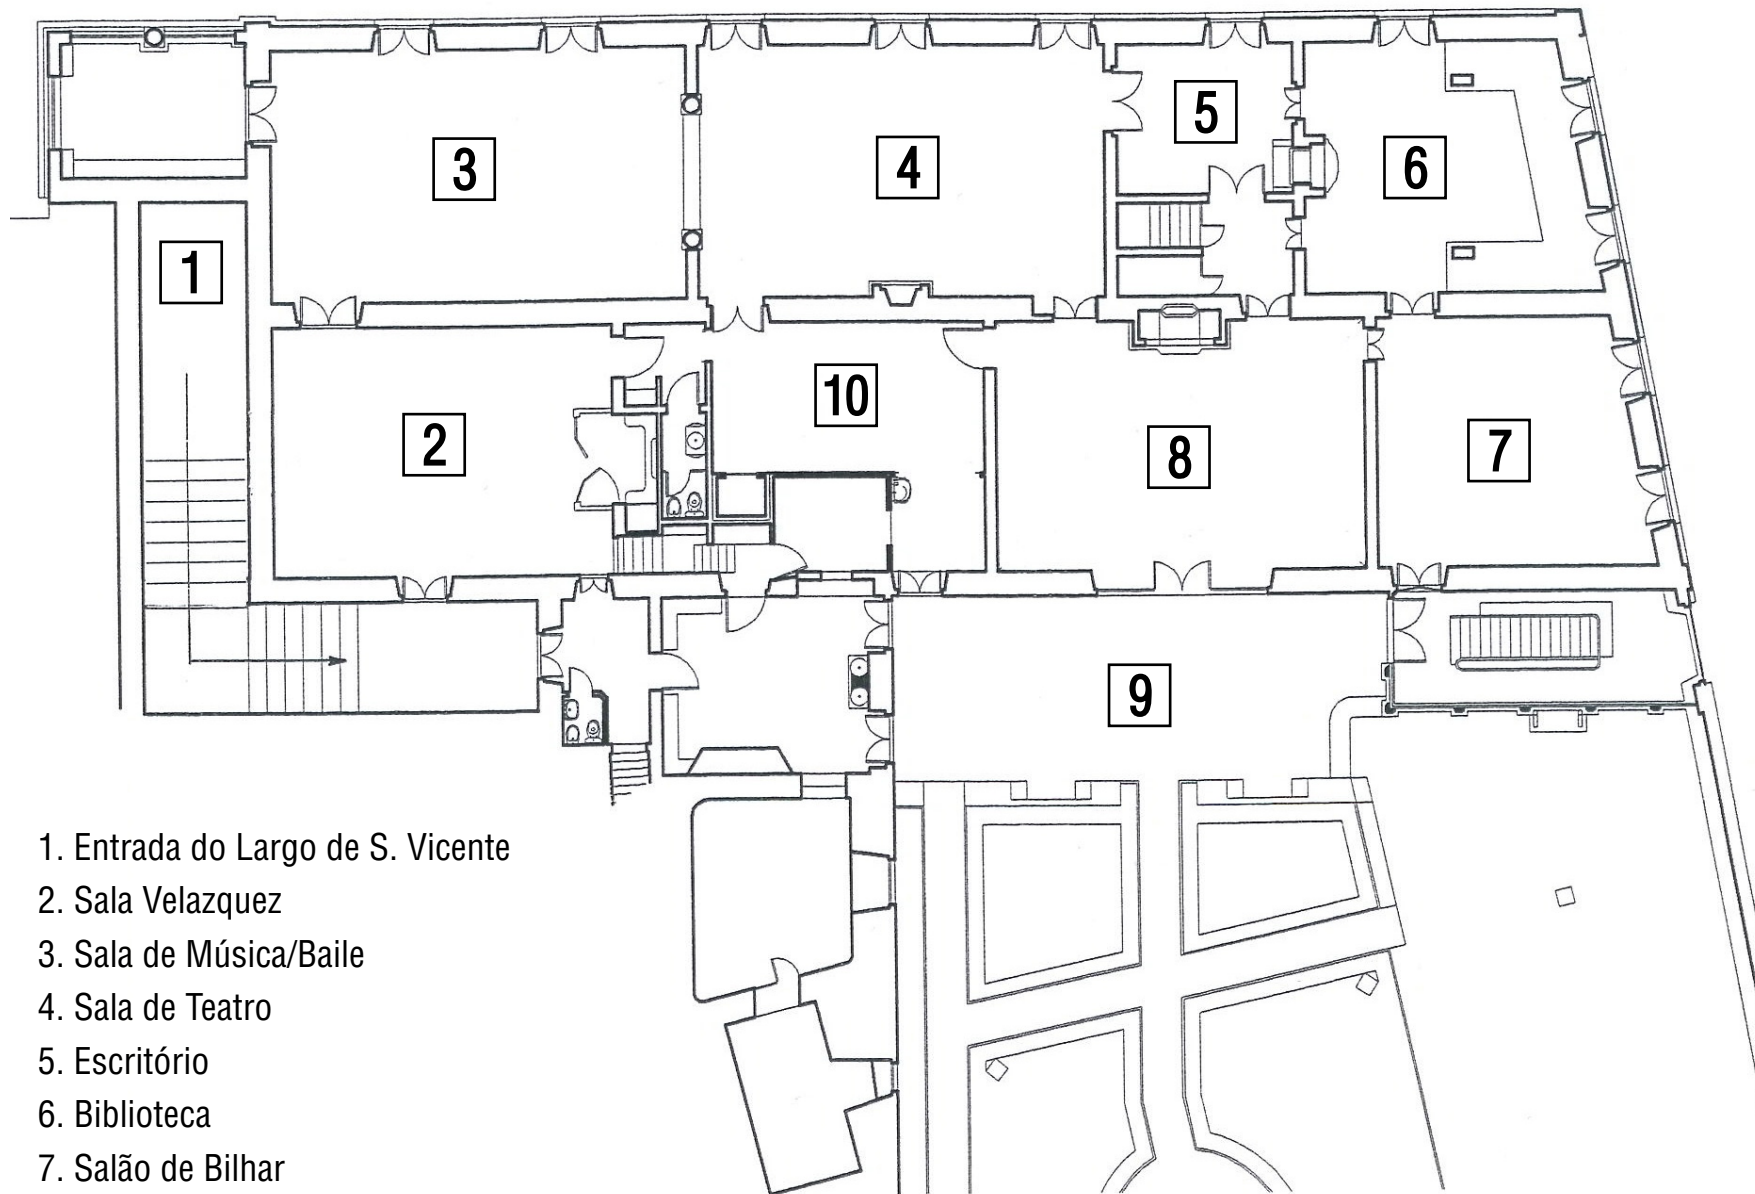 3
4
5
6
1
2
10
8
7
9
1. Entrada do Largo de S. Vicente
2. Sala Velazquez
3. Sala de Música/Baile
4. Sala de Teatro
5. Escritório
6. Biblioteca
7. Salão de Bilhar